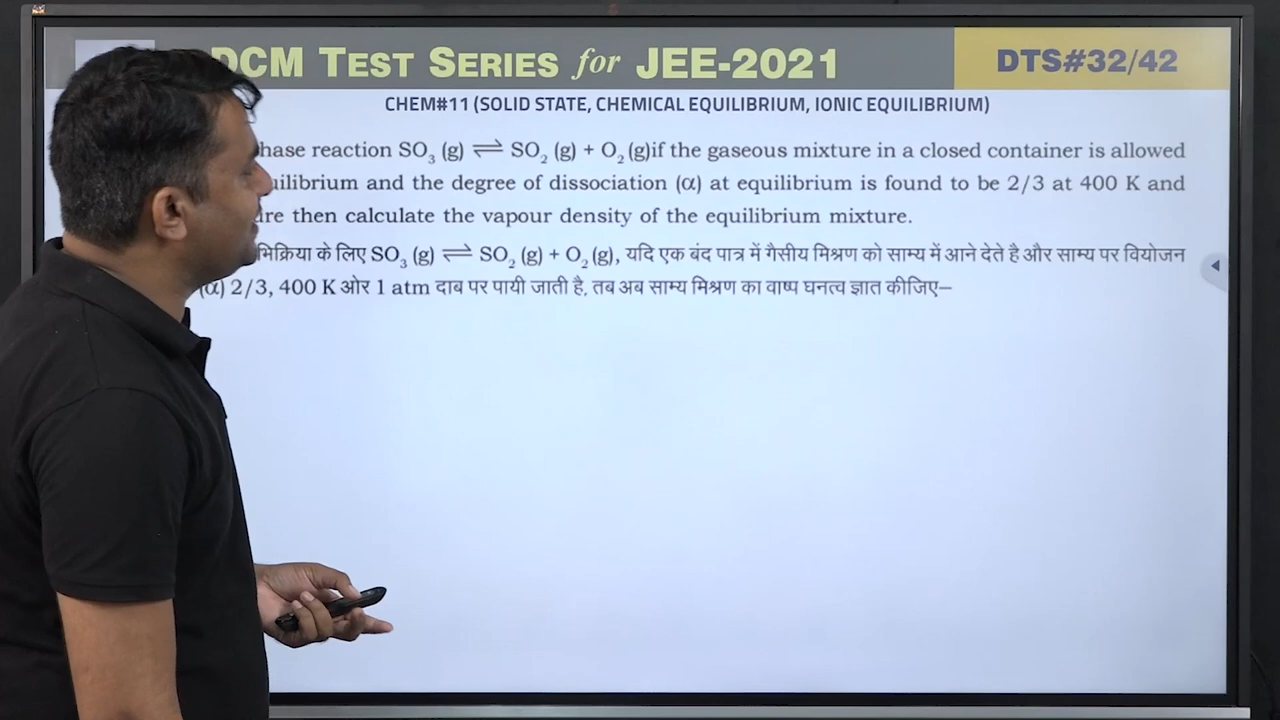 DCM TEST SERIES for JEE-2021
DTS#32/42
CHEM#11 (SOLID STATE, CHEMICAL EQUILIBRIUM, IONIC EQUILIBRIUM)
reaction SO₃ (g) ⇌ SO₂ (g) + O₂ (g)if the gaseous mixture in a closed container is allowed
and the degree of dissociation (α) at equilibrium is found to be 2/3 at 400 K and
then calculate the vapour density of the equilibrium mixture.
के लिए SO₃ (g) ⇌ SO₂ (g) + O₂ (g), यदि एक बंद पात्र में गैसीय मिश्रण को साम्य में आने देते है और साम्य पर वियोजन
(α) 2/3, 400 K ओर 1 atm दाब पर पायी जाती है, तब अब साम्य मिश्रण का वाष्प घनत्व ज्ञात कीजिए–